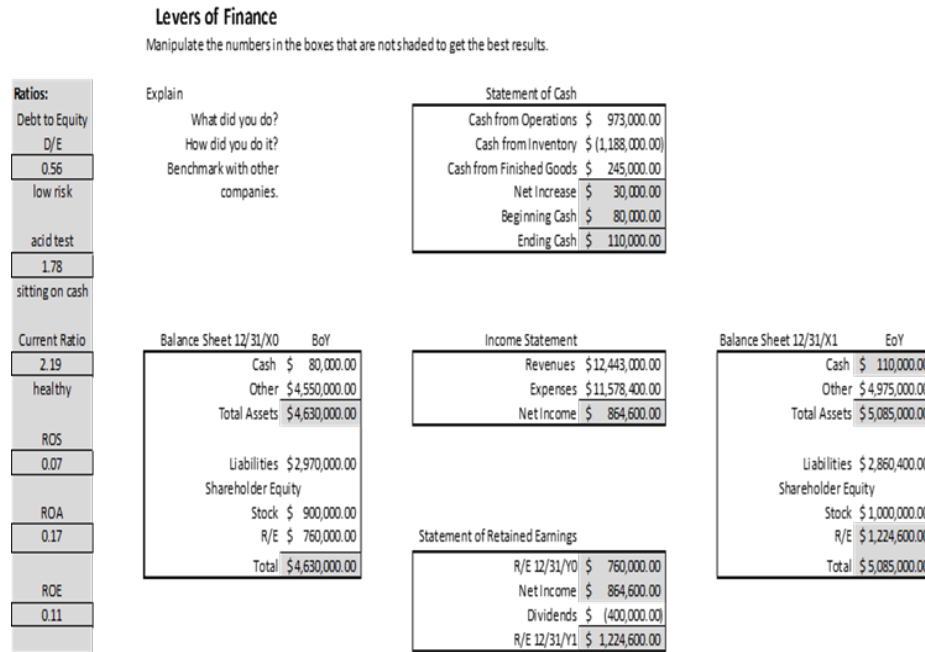 Levers of Finance
Manipulate the numbers in the boxes that are not shaded to get the best results.
Ratios:
Debt to Equity
D/E
0.56
low risk
acid test
1.78
sitting on cash
Current Ratio
2.19
healthy
ROS
0.07
ROA
0.17
ROE
0.11
Explain
What did you do?
How did you do it?
Benchmark with other
companies.
Statement of Cash
Cash from Operations $ 973,000.00
Cash from Inventory $ (1,188,000.00)
Cash from Finished Goods $ 245,000.00
Net Increase $ 30,000.00
Beginning Cash $ 80,000.00
Ending Cash $ 110,000.00
Balance Sheet 12/31/X0 BoY
Cash $ 80,000.00
Other $4,550,000.00
Total Assets $4,630,000.00
Liabilities $2,970,000.00
Shareholder Equity
Stock $ 900,000.00
R/E $ 760,000.00
Total $4,630,000.00
Income Statement
Revenues $12,443,000.00
Expenses $11,578,400.00
Net Income $ 864,600.00
Statement of Retained Earnings
R/E 12/31/Y0 $ 760,000.00
Net Income $ 864,600.00
Dividends $ (400,000.00)
R/E 12/31/Y1 $ 1,224,600.00
Balance Sheet 12/31/X1 EoY
Cash $ 110,000.00
Other $4,975,000.00
Total Assets $5,085,000.00
Liabilities $2,860,400.00
Shareholder Equity
Stock $1,000,000.00
R/E $1,224,600.00
Total $5,085,000.00